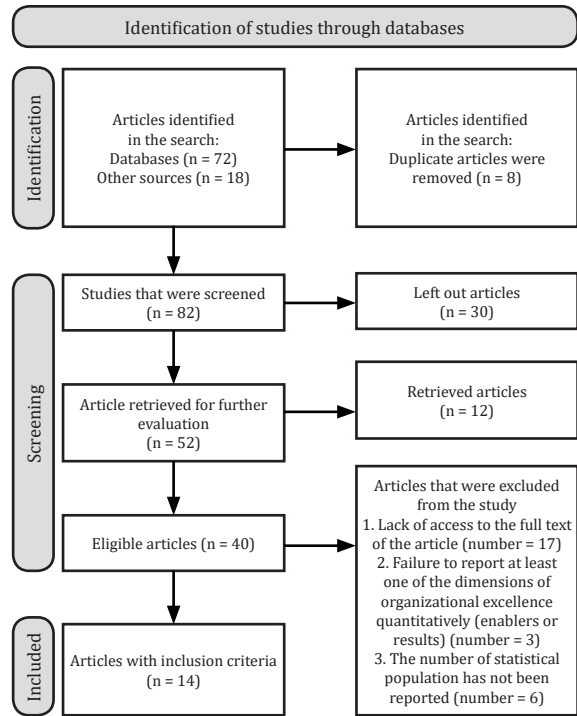 Identification of studies through databases
Identification
Articles identified
in the search:
Databases (n = 72)
Other sources (n = 18)
Articles identified
in the search:
Duplicate articles were
removed (n = 8)
Screening
Studies that were screened
(n = 82)
Left out articles
(n = 30)
Article retrieved for further
evaluation
(n = 52)
Retrieved articles
(n = 12)
Eligible articles (n = 40)
Articles that were excluded
from the study
1. Lack of access to the full text
of the article (number = 17)
2. Failure to report at least
one of the dimensions of
organizational excellence
quantitatively (enablers or
results) (number = 3)
3. The number of statistical
population has not been
reported (number = 6)
Included
Articles with inclusion criteria
(n = 14)